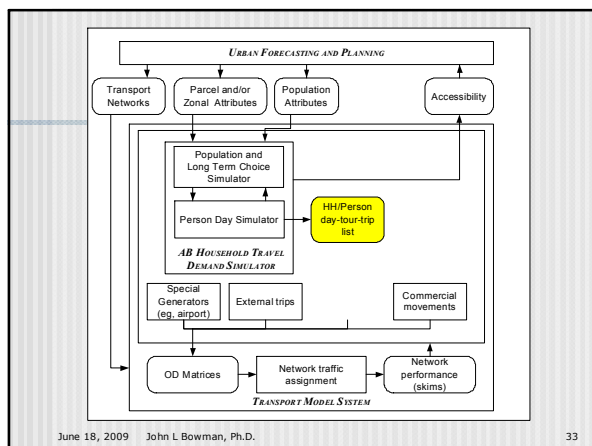 URBAN FORECASTING AND PLANNING
Transport
Networks
Parcel and/or
Zonal Attributes
Population
Attributes
Accessibility
Population and
Long Term Choice
Simulator
Person Day Simulator
HH/Person
day-tour-trip
list
AB HOUSEHOLD TRAVEL
DEMAND SIMULATOR
Special
Generators
(eg, airport)
External trips
Commercial
movements
OD Matrices
Network traffic
assignment
Network
performance
(skims)
TRANSPORT MODEL SYSTEM
June 18, 2009 John L Bowman, Ph.D. 33